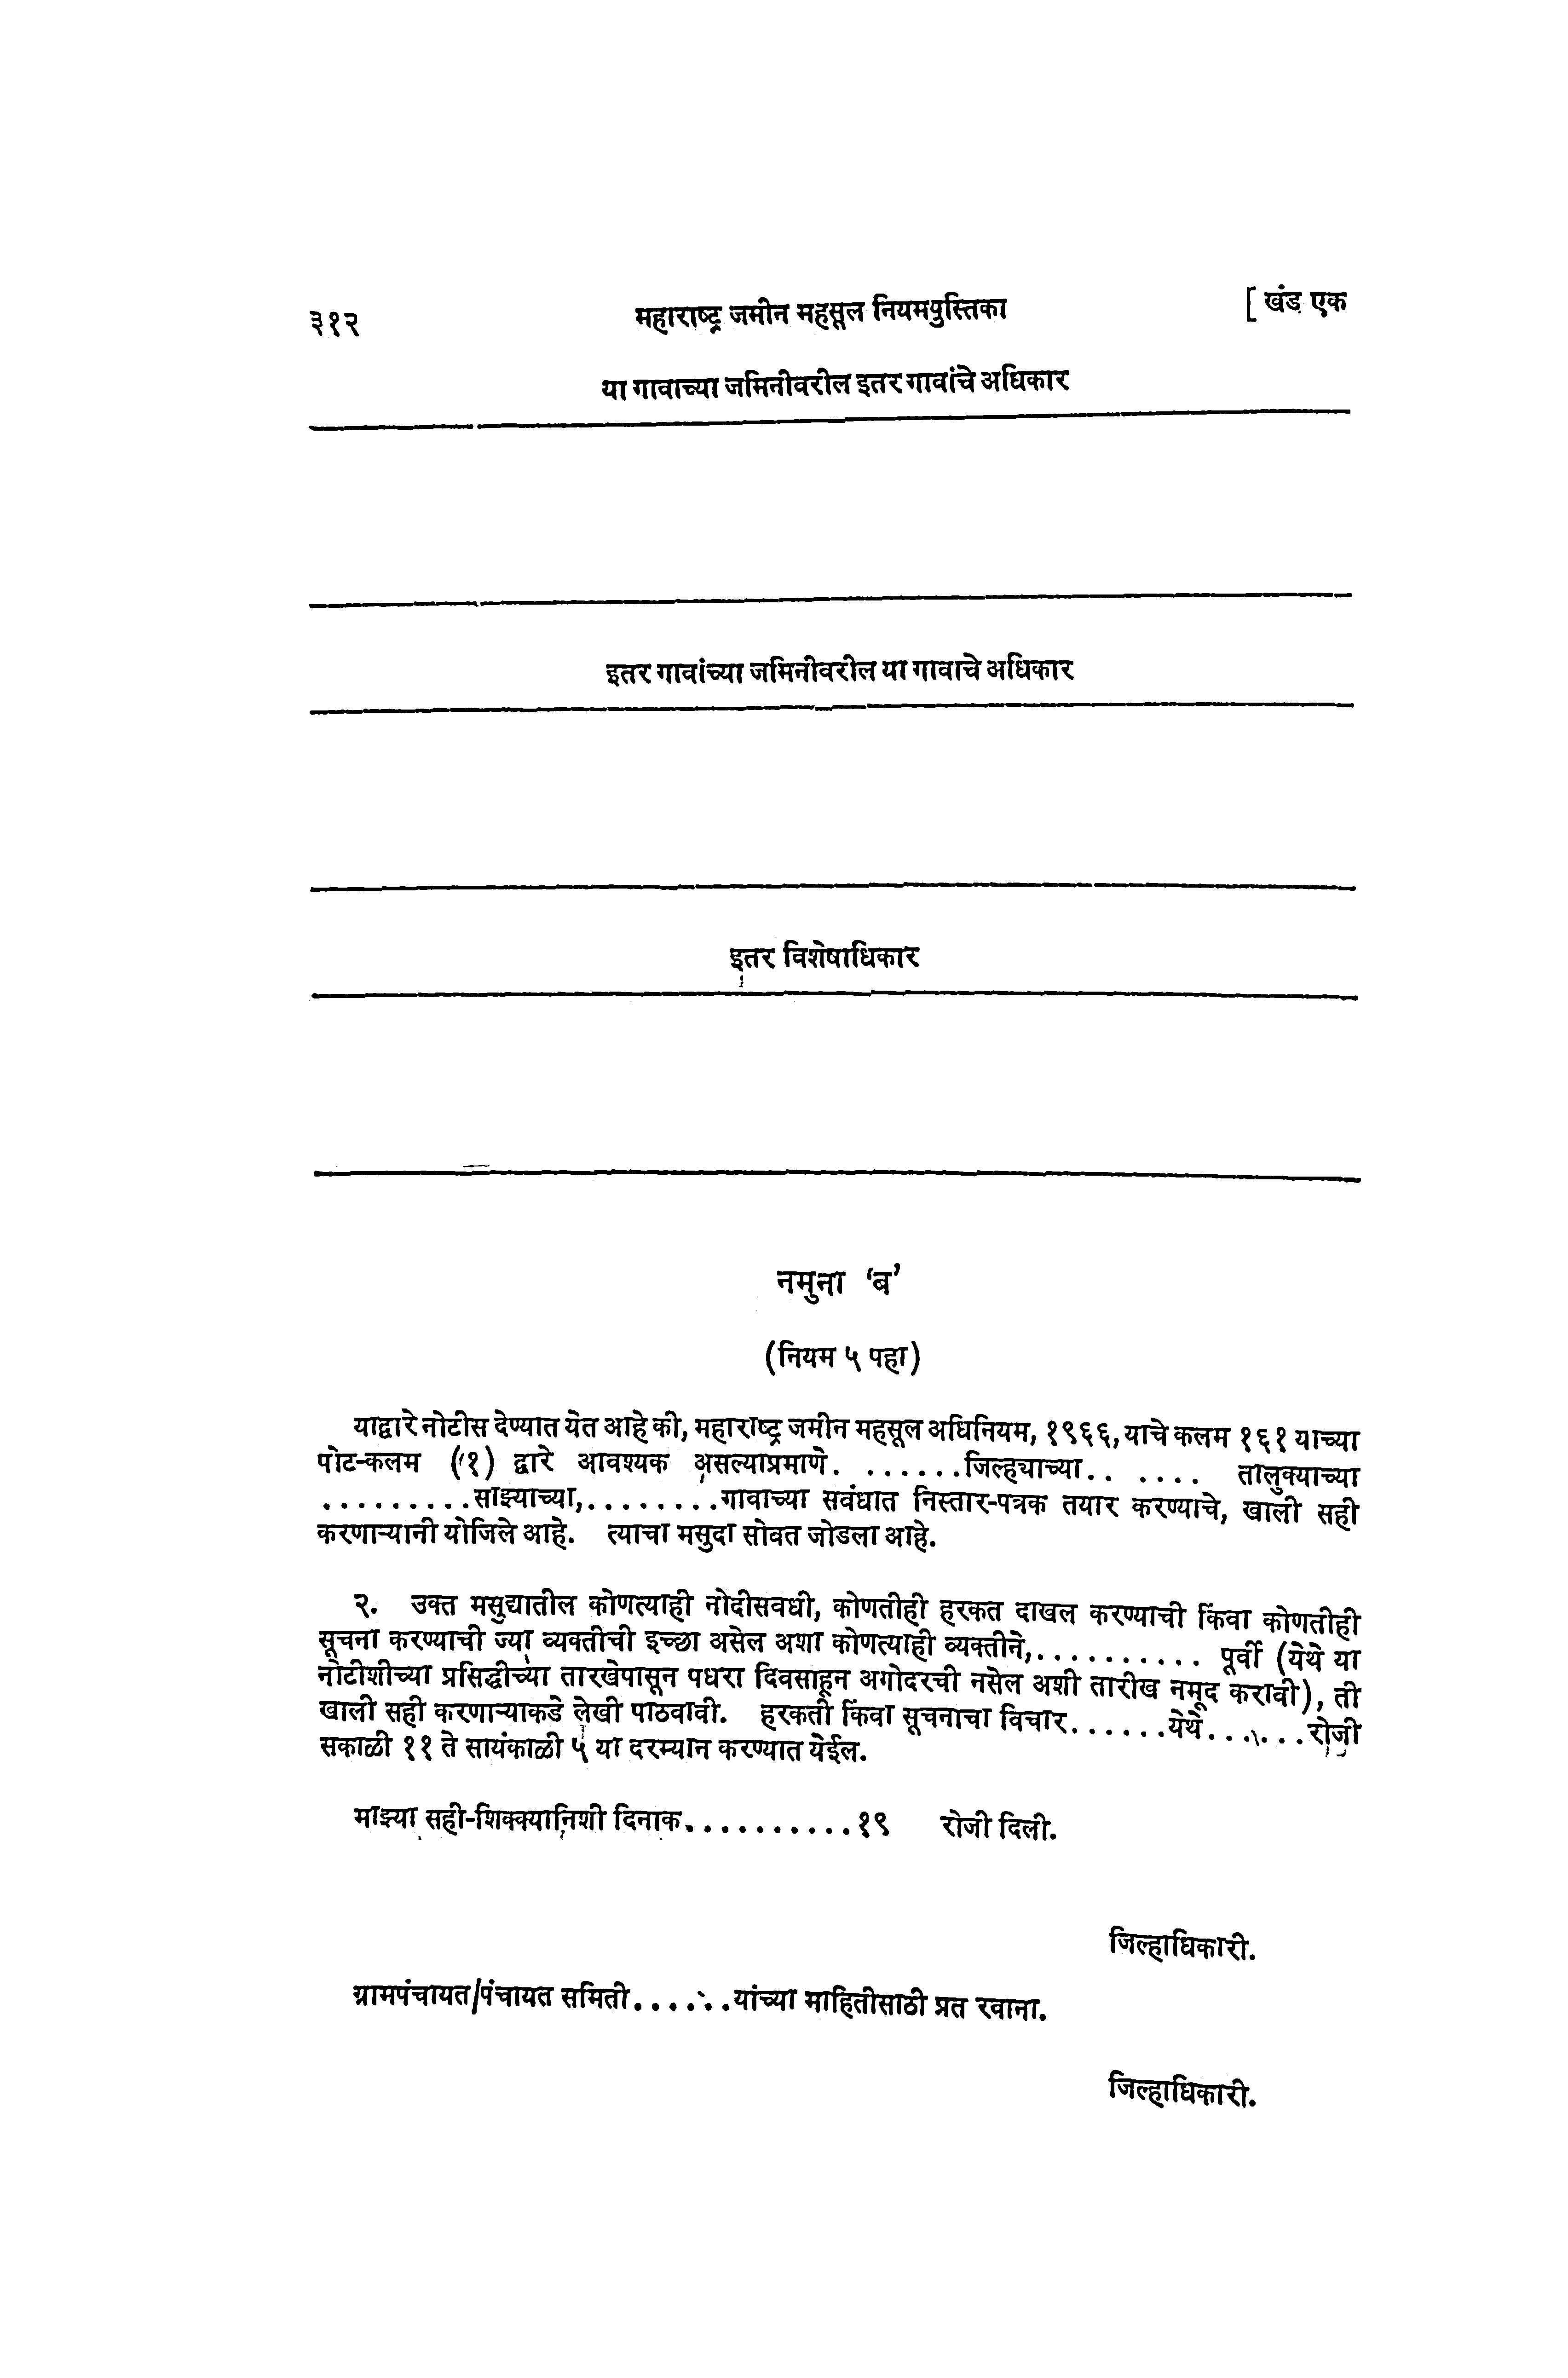 ३१२ महाराष्ट्र जमीन महसूल नियमपुस्तिका [ खंड एक
या गावाच्या जमिनीवरील इतर गावांचे अधिकार
इतर गावांच्या जमिनीवरील या गावाचे अधिकार
इतर विशेषाधिकार
नमुना ‘ब’
(नियम ५ पहा)
याद्वारे नोटीस देण्यात येत आहे की, महाराष्ट्र जमीन महसूल अधिनियम, १९६६, याचे कलम १६१ याच्या
पोट-कलम (१) द्वारे आवश्यक असल्याप्रमाणे. ......जिल्ह्याच्या.. .... तालुक्याच्या
.........साझ्याच्या,........गावाच्या सवंधात निस्तार-पत्रक तयार करण्याचे, खाली सही
करणाऱ्यानी योजिले आहे. त्याचा मसुदा सोवत जोडला आहे.
२. उक्त मसुद्यातील कोणत्याही नोदीसवधी, कोणतीही हरकत दाखल करण्याची किंवा कोणतीही
सूचना करण्याची ज्या व्यक्तीची इच्छा असेल अशा कोणत्याही व्यक्तीने,.......... पूर्वी (येथे या
नोटीशीच्या प्रसिद्धीच्या तारखेपासून पधरा दिवसाहून अगोदरची नसेल अशी तारीख नमूद करावी), ती
खाली सही करणाऱ्याकडे लेखी पाठवावी. हरकती किंवा सूचनाचा विचार......येथे......रोजी
सकाळी ११ ते सायंकाळी ५ या दरम्यान करण्यात येईल.
माझ्या सही-शिक्क्यानिशी दिनाक..........१९ रोजी दिली.
जिल्हाधिकारी.
ग्रामपंचायत/पंचायत समिती......यांच्या माहितीसाठी प्रत रवाना.
जिल्हाधिकारी.